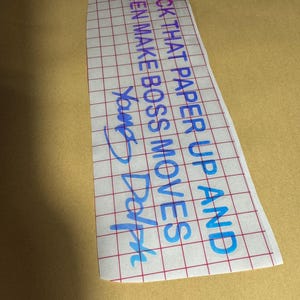 CK THAT PAPER UP AND
EN MAKE BOSS MOVES
Young Dolph